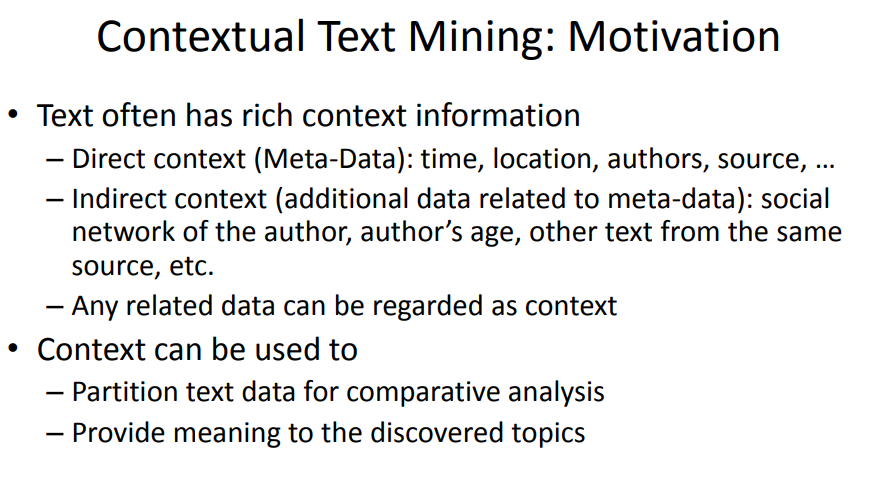 Contextual Text Mining: Motivation
• Text often has rich context information
– Direct context (Meta-Data): time, location, authors, source, …
– Indirect context (additional data related to meta-data): social
network of the author, author’s age, other text from the same
source, etc.
– Any related data can be regarded as context
• Context can be used to
– Partition text data for comparative analysis
– Provide meaning to the discovered topics